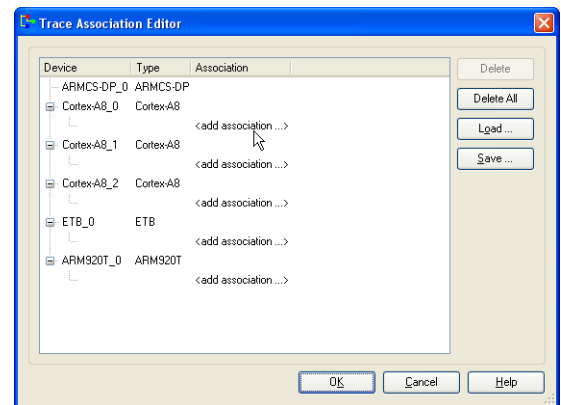 Trace Association Editor
Device Type Association
ARMCS-DP_0 ARMCS-DP
Cortex-A8_0 Cortex-A8
<add association ...>
Cortex-A8_1 Cortex-A8
<add association ...>
Cortex-A8_2 Cortex-A8
<add association ...>
ETB_0 ETB
<add association ...>
ARM920T_0 ARM920T
<add association ...>
Delete
Delete All
Load ...
Save ...
OK Cancel Help